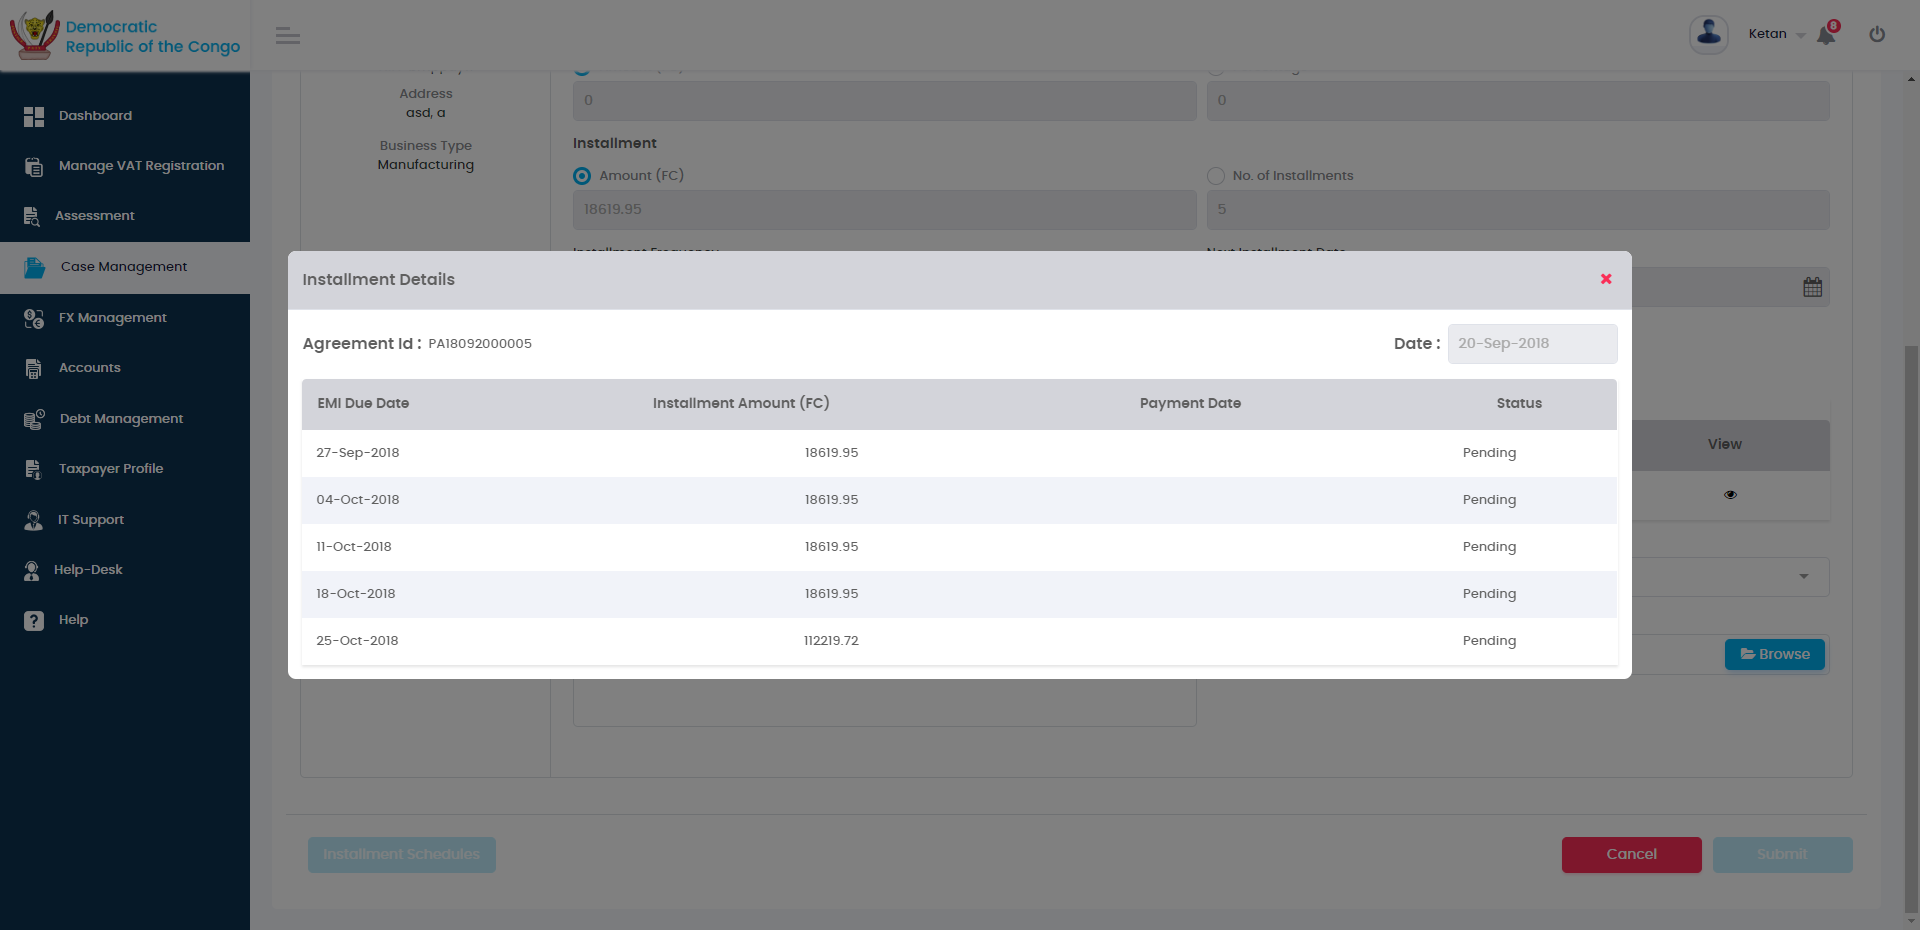 Democratic
Republic of the Congo
Ketan
8
Dashboard
Manage VAT Registration
Assessment
Case Management
FX Management
Accounts
Debt Management
Taxpayer Profile
IT Support
Help-Desk
Help
Address
asd, a
Business Type
Manufacturing
0
0
Installment
Amount (FC)
No. of Installments
18619.95
5
Installment Frequency
Next Installment Date
Installment Details
Agreement Id : PA18092000005
Date : 20-Sep-2018
EMI Due Date Installment Amount (FC) Payment Date Status
27-Sep-2018 18619.95 Pending
04-Oct-2018 18619.95 Pending
11-Oct-2018 18619.95 Pending
18-Oct-2018 18619.95 Pending
25-Oct-2018 112219.72 Pending
View
Browse
Installment Schedules
Cancel
Submit